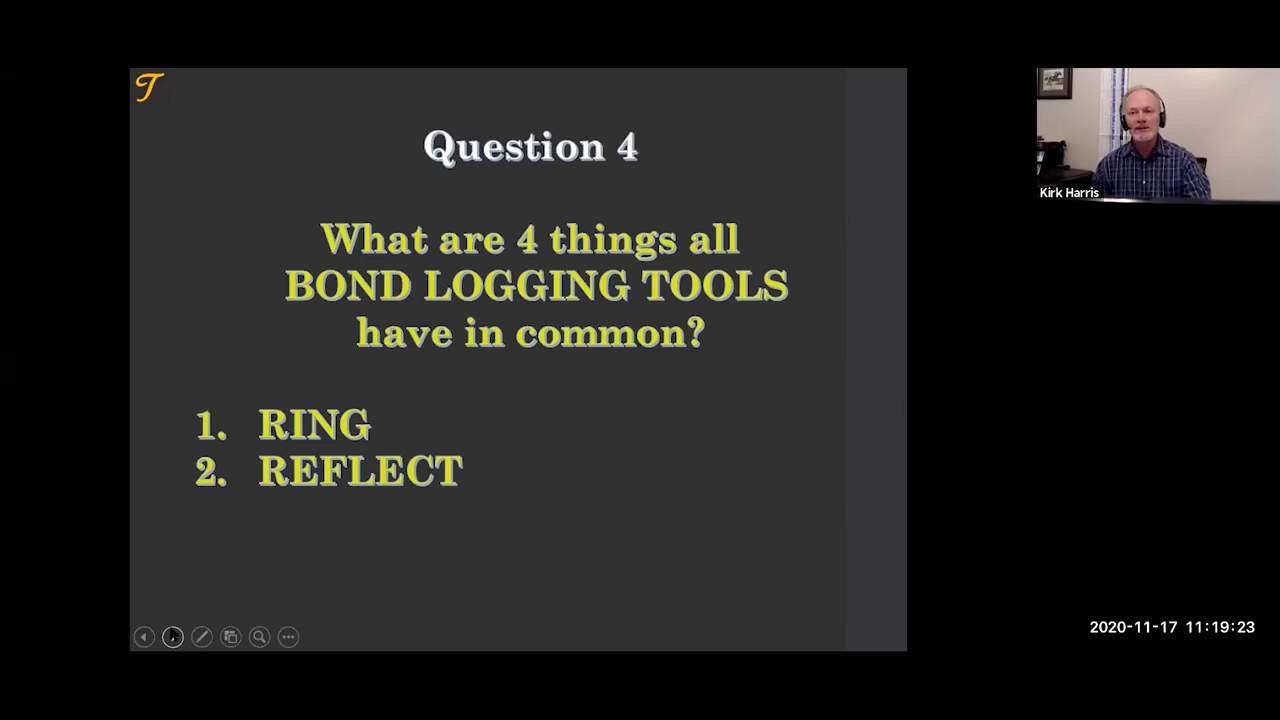 T
Question 4
What are 4 things all
BOND LOGGING TOOLS
have in common?
1. RING
2. REFLECT
Kirk Harris
2020-11-17 11:19:23